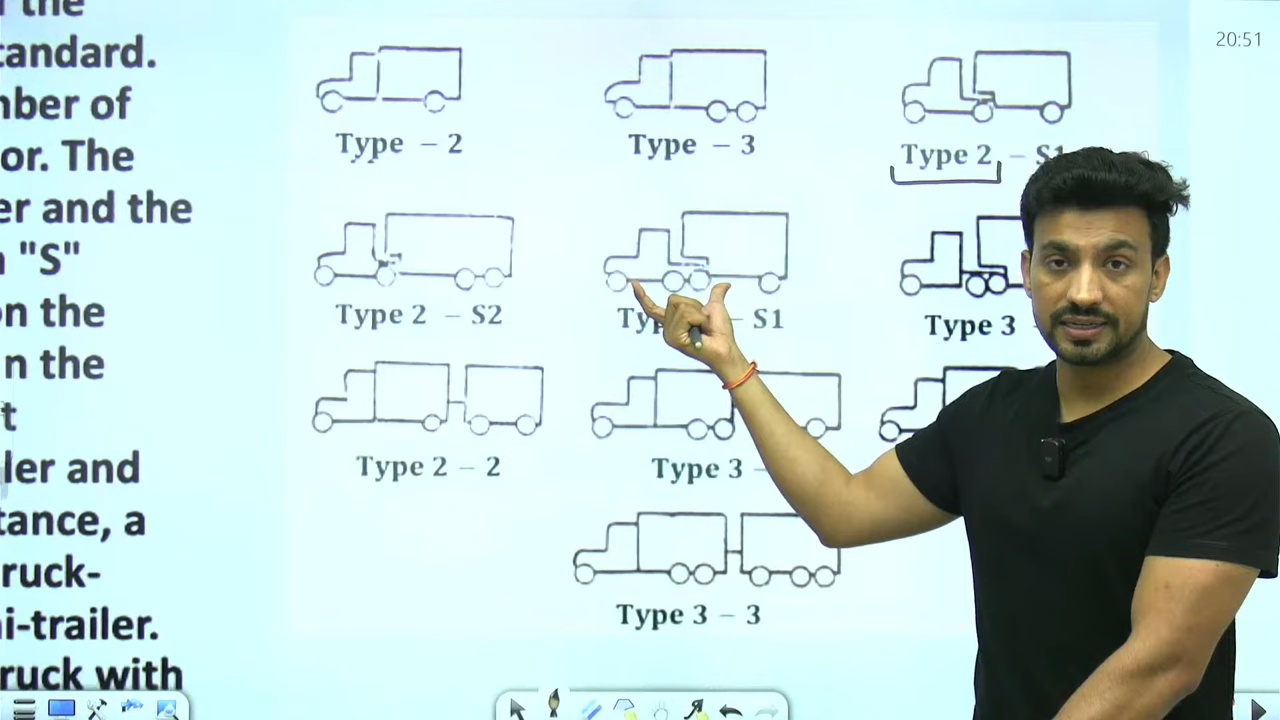 the
tandard.
nber of
or. The
er and the
"S"
on the
n the
t
ler and
tance, a
ruck-
i-trailer.
ruck with
20:51
Type - 2
Type - 3
Type 2 - S1
Type 2 - S2
- S1
Type 3 -
Type 2 - 2
Type 3 -
Type 3 - 3